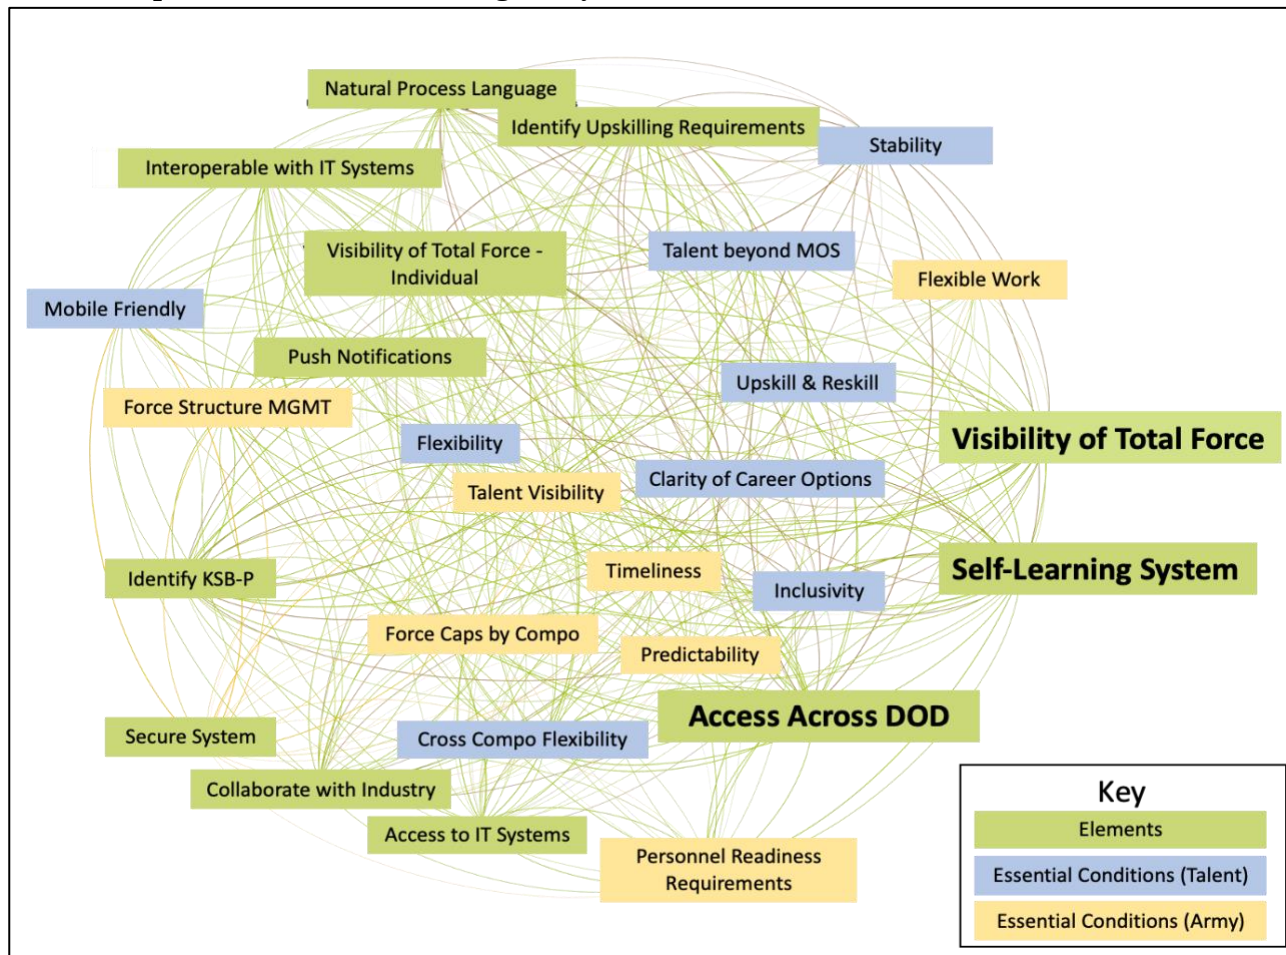 Natural Process Language
Identify Upskilling Requirements
Stability
Interoperable with IT Systems
Visibility of Total Force -
Individual
Talent beyond MOS
Flexible Work
Mobile Friendly
Push Notifications
Upskill & Reskill
Force Structure MGMT
Visibility of Total Force
Flexibility
Talent Visibility
Clarity of Career Options
Identify KSB-P
Timeliness
Inclusivity
Self-Learning System
Force Caps by Compo
Predictability
Access Across DOD
Secure System
Cross Compo Flexibility
Collaborate with Industry
Access to IT Systems
Personnel Readiness
Requirements
Key
Elements
Essential Conditions (Talent)
Essential Conditions (Army)